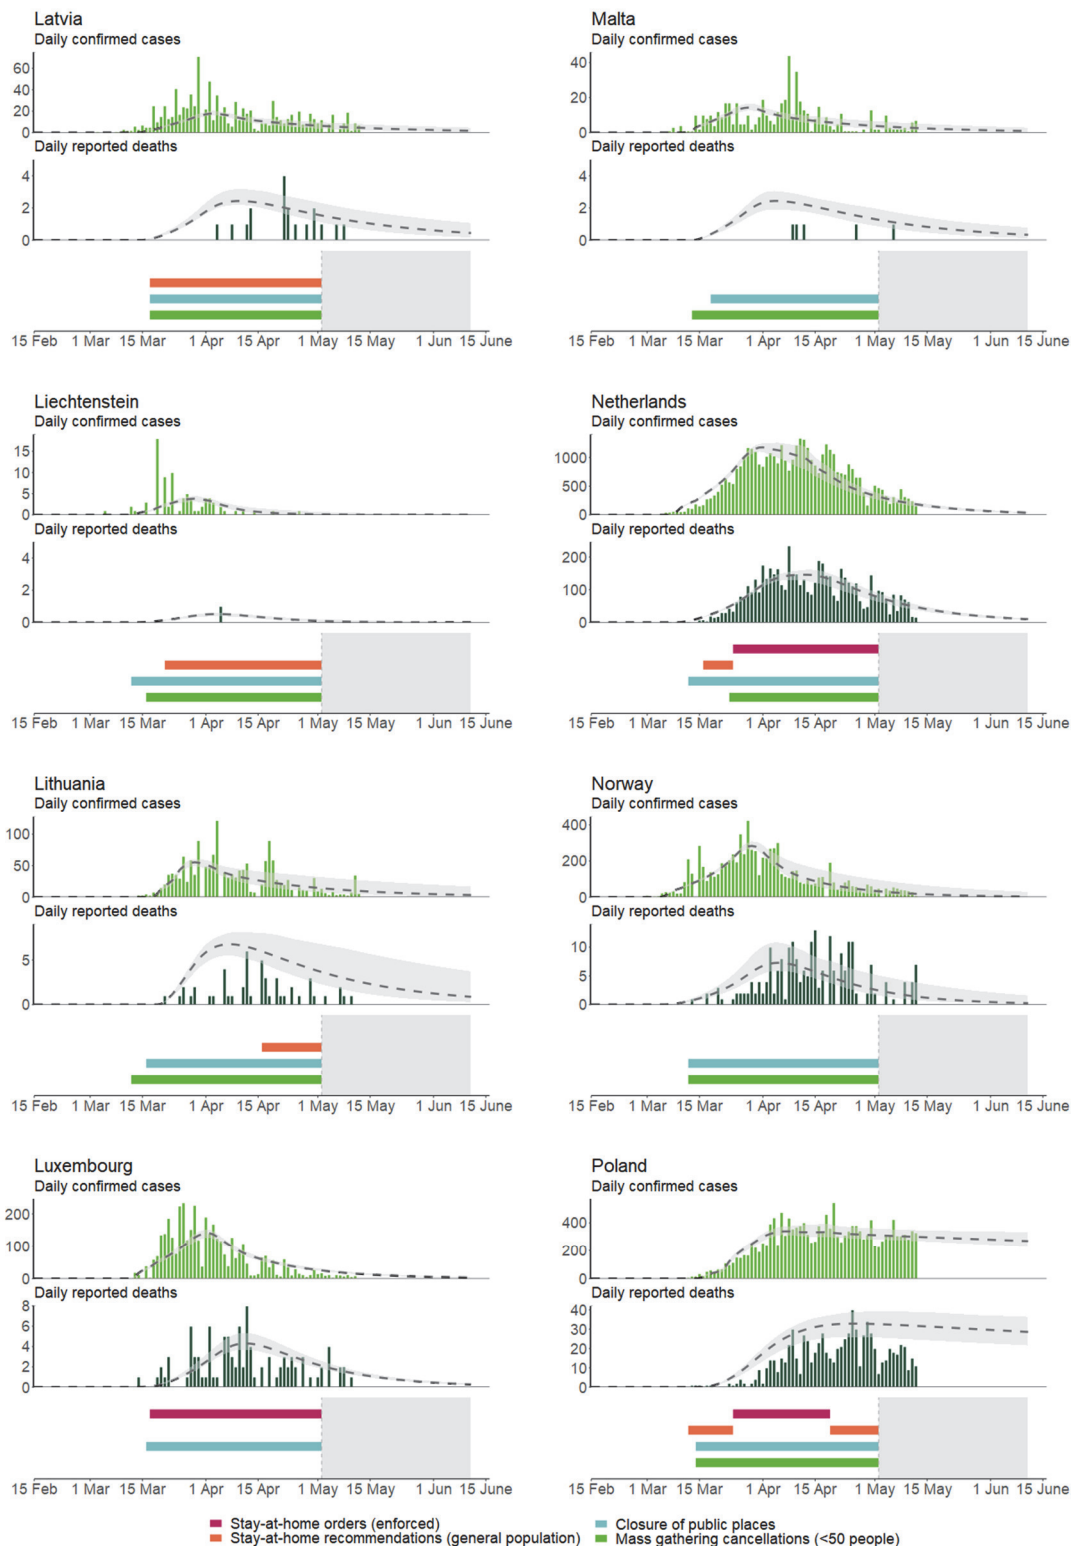 Latvia
Daily confirmed cases
60
40
20
0
Daily reported deaths
4
2
0
15 Feb 1 Mar 15 Mar 1 Apr 15 Apr 1 May 15 May 1 Jun 15 June
Malta
Daily confirmed cases
40
20
0
Daily reported deaths
4
2
0
15 Feb 1 Mar 15 Mar 1 Apr 15 Apr 1 May 15 May 1 Jun 15 June
Liechtenstein
Daily confirmed cases
15
10
5
0
Daily reported deaths
4
2
0
15 Feb 1 Mar 15 Mar 1 Apr 15 Apr 1 May 15 May 1 Jun 15 June
Netherlands
Daily confirmed cases
1000
500
0
Daily reported deaths
200
100
0
15 Feb 1 Mar 15 Mar 1 Apr 15 Apr 1 May 15 May 1 Jun 15 June
Lithuania
Daily confirmed cases
100
50
0
Daily reported deaths
5
0
15 Feb 1 Mar 15 Mar 1 Apr 15 Apr 1 May 15 May 1 Jun 15 June
Norway
Daily confirmed cases
400
200
0
Daily reported deaths
10
5
0
15 Feb 1 Mar 15 Mar 1 Apr 15 Apr 1 May 15 May 1 Jun 15 June
Luxembourg
Daily confirmed cases
200
100
0
Daily reported deaths
8
6
4
2
0
15 Feb 1 Mar 15 Mar 1 Apr 15 Apr 1 May 15 May 1 Jun 15 June
Poland
Daily confirmed cases
400
200
0
Daily reported deaths
40
30
20
10
0
15 Feb 1 Mar 15 Mar 1 Apr 15 Apr 1 May 15 May 1 Jun 15 June
Stay-at-home orders (enforced)
Stay-at-home recommendations (general population)
Closure of public places
Mass gathering cancellations (<50 people)